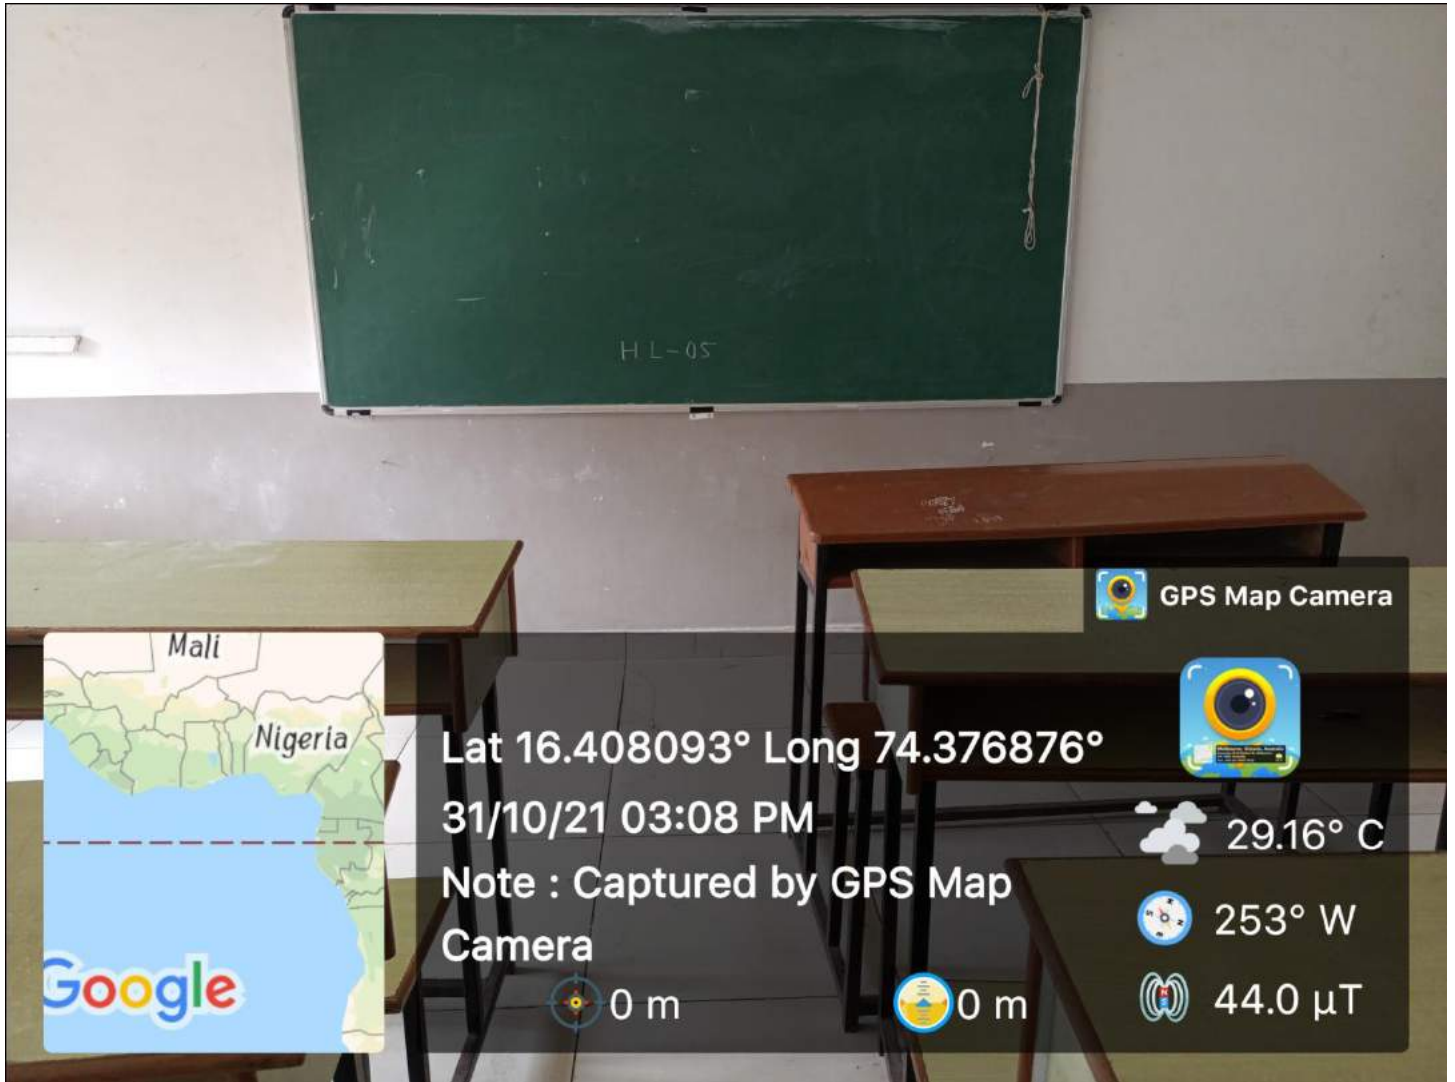 HL-05
GPS Map Camera
Mali
Nigeria
Google
Lat 16.408093° Long 74.376876°
31/10/21 03:08 PM
Note : Captured by GPS Map
Camera
0 m
0 m
29.16° C
253° W
44.0 µT